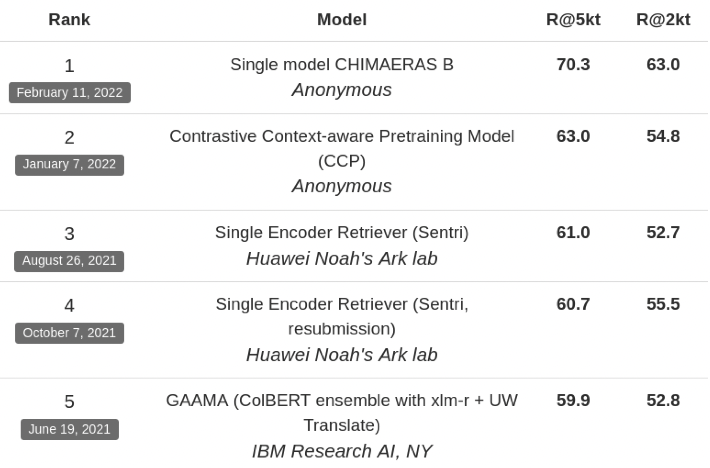 Rank Model R@5kt R@2kt
1 Single model CHIMAERAS B 70.3 63.0
February 11, 2022 Anonymous
2 Contrastive Context-aware Pretraining Model 63.0 54.8
January 7, 2022 (CCP)
Anonymous
3 Single Encoder Retriever (Sentri) 61.0 52.7
August 26, 2021 Huawei Noah's Ark lab
4 Single Encoder Retriever (Sentri, 60.7 55.5
October 7, 2021 resubmission)
Huawei Noah's Ark lab
5 GAAMA (ColBERT ensemble with xlm-r + UW 59.9 52.8
June 19, 2021 Translate)
IBM Research AI, NY